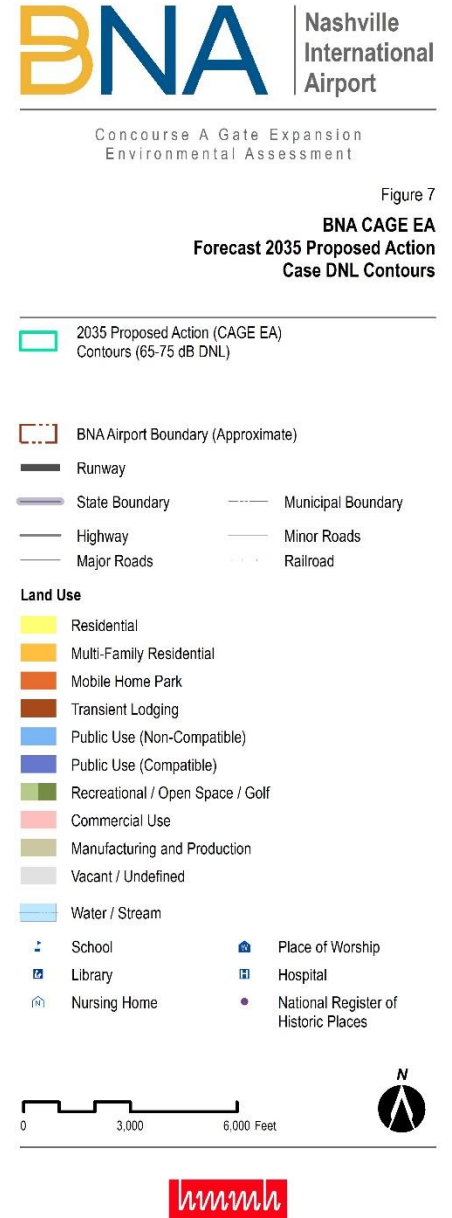 BNA
Nashville
International
Airport
Concourse A Gate Expansion
Environmental Assessment
Figure 7
BNA CAGE EA
Forecast 2035 Proposed Action
Case DNL Contours
2035 Proposed Action (CAGE EA)
Contours (65-75 dB DNL)
BNA Airport Boundary (Approximate)
Runway
State Boundary
Municipal Boundary
Highway
Minor Roads
Major Roads
Railroad
Land Use
Residential
Multi-Family Residential
Mobile Home Park
Transient Lodging
Public Use (Non-Compatible)
Public Use (Compatible)
Recreational / Open Space / Golf
Commercial Use
Manufacturing and Production
Vacant / Undefined
Water / Stream
School
Place of Worship
Library
H Hospital
N Nursing Home
National Register of
Historic Places
N
0 3,000 6,000 Feet
hmmh